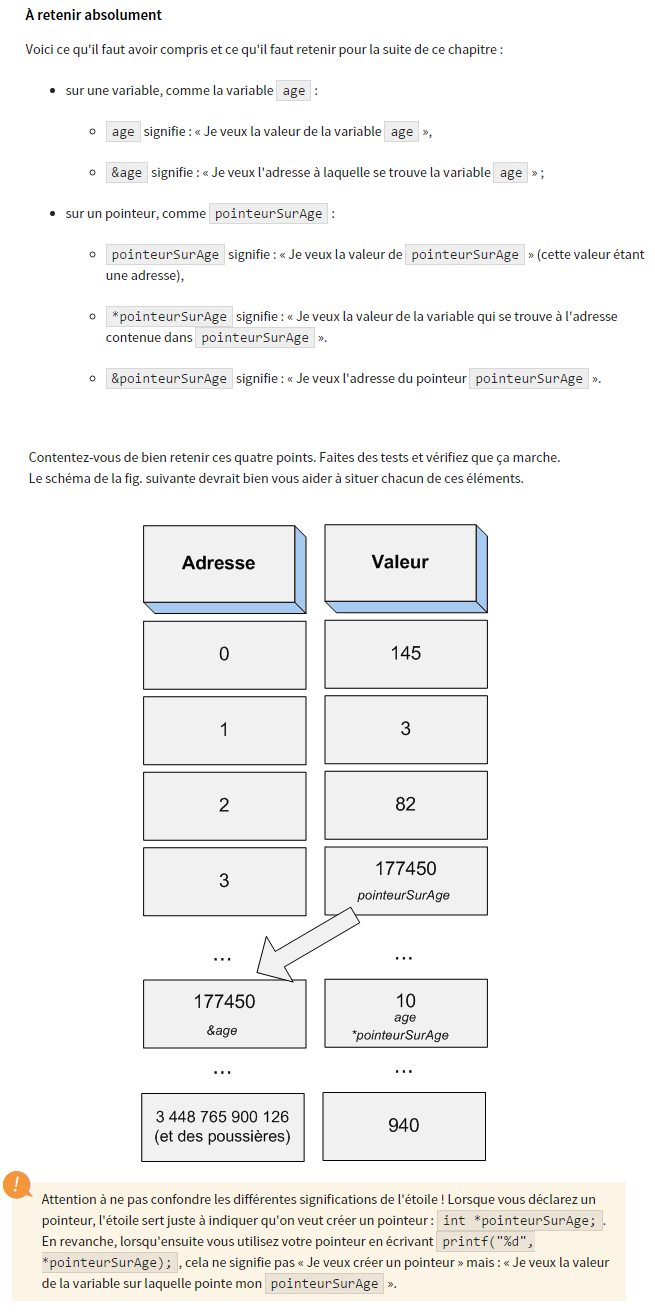 À retenir absolument
Voici ce qu'il faut avoir compris et ce qu'il faut retenir pour la suite de ce chapitre :
sur une variable, comme la variable age :
age signifie : « Je veux la valeur de la variable age »,
&age signifie : « Je veux l'adresse à laquelle se trouve la variable age » ;
sur un pointeur, comme pointeurSurAge :
pointeurSurAge signifie : « Je veux la valeur de pointeurSurAge » (cette valeur étant
une adresse),
*pointeurSurAge signifie : « Je veux la valeur de la variable qui se trouve à l'adresse
contenue dans pointeurSurAge ».
&pointeurSurAge signifie : « Je veux l'adresse du pointeur pointeurSurAge ».
Contentez-vous de bien retenir ces quatre points. Faites des tests et vérifiez que ça marche.
Le schéma de la fig. suivante devrait bien vous aider à situer chacun de ces éléments.
Adresse Valeur
0 145
1 3
2 82
3 177450
pointeurSurAge
... ...
177450 10
&age age
*pointeurSurAge
... ...
3 448 765 900 126 940
(et des poussières)
!
Attention à ne pas confondre les différentes significations de l'étoile ! Lorsque vous déclarez un
pointeur, l'étoile sert juste à indiquer qu'on veut créer un pointeur : int *pointeurSurAge; .
En revanche, lorsqu'ensuite vous utilisez votre pointeur en écrivant printf("%d",
*pointeurSurAge); , cela ne signifie pas « Je veux créer un pointeur » mais : « Je veux la valeur
de la variable sur laquelle pointe mon pointeurSurAge ».